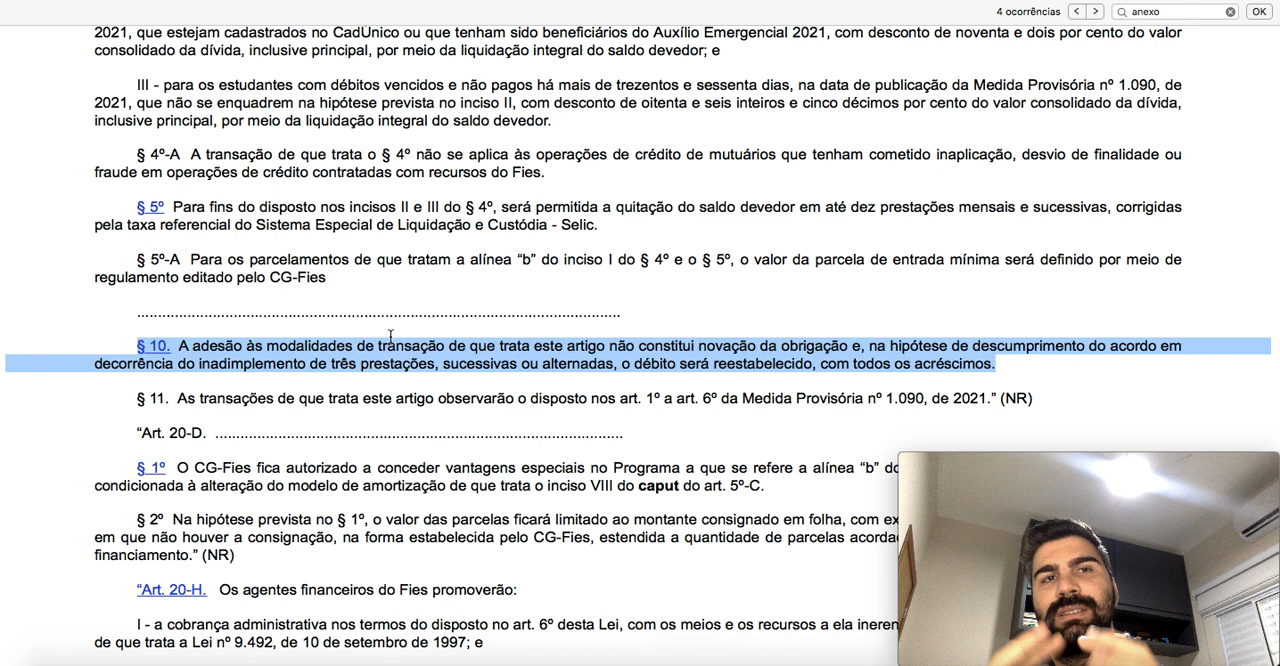 4 ocorrências < > anexo OK
2021, que estejam cadastrados no CadÚnico ou que tenham sido beneficiários do Auxílio Emergencial 2021, com desconto de noventa e dois por cento do valor
consolidado da dívida, inclusive principal, por meio da liquidação integral do saldo devedor; e
III - para os estudantes com débitos vencidos e não pagos há mais de trezentos e sessenta dias, na data de publicação da Medida Provisória nº 1.090, de
2021, que não se enquadrem na hipótese prevista no inciso II, com desconto de oitenta e seis inteiros e cinco décimos por cento do valor consolidado da dívida,
inclusive principal, por meio da liquidação integral do saldo devedor.
§ 4º-A A transação de que trata o § 4º não se aplica às operações de crédito de mutuários que tenham cometido inaplicação, desvio de finalidade ou
fraude em operações de crédito contratadas com recursos do Fies.
§ 5º Para fins do disposto nos incisos II e III do § 4º, será permitida a quitação do saldo devedor em até dez prestações mensais e sucessivas, corrigidas
pela taxa referencial do Sistema Especial de Liquidação e Custódia - Selic.
§ 5º-A Para os parcelamentos de que tratam a alínea “b” do inciso I do § 4º e o § 5º, o valor da parcela de entrada mínima será definido por meio de
regulamento editado pelo CG-Fies
....................................................................................................................
§ 10. A adesão às modalidades de transação de que trata este artigo não constitui novação da obrigação e, na hipótese de descumprimento do acordo em
decorrência do inadimplemento de três prestações, sucessivas ou alternadas, o débito será reestabelecido, com todos os acréscimos.
§ 11. As transações de que trata este artigo observarão o disposto nos art. 1º a art. 6º da Medida Provisória nº 1.090, de 2021.” (NR)
“Art. 20-D. ..................................................................................................
§ 1º O CG-Fies fica autorizado a conceder vantagens especiais no Programa a que se refere a alínea “b” do
condicionada à alteração do modelo de amortização de que trata o inciso VIII do caput do art. 5º-C.
§ 2º Na hipótese prevista no § 1º, o valor das parcelas ficará limitado ao montante consignado em folha, com ex
em que não houver a consignação, na forma estabelecida pelo CG-Fies, estendida a quantidade de parcelas acorda
financiamento.” (NR)
“Art. 20-H. Os agentes financeiros do Fies promoverão:
I - a cobrança administrativa nos termos do disposto no art. 6º desta Lei, com os meios e os recursos a ela ineren
de que trata a Lei nº 9.492, de 10 de setembro de 1997; e